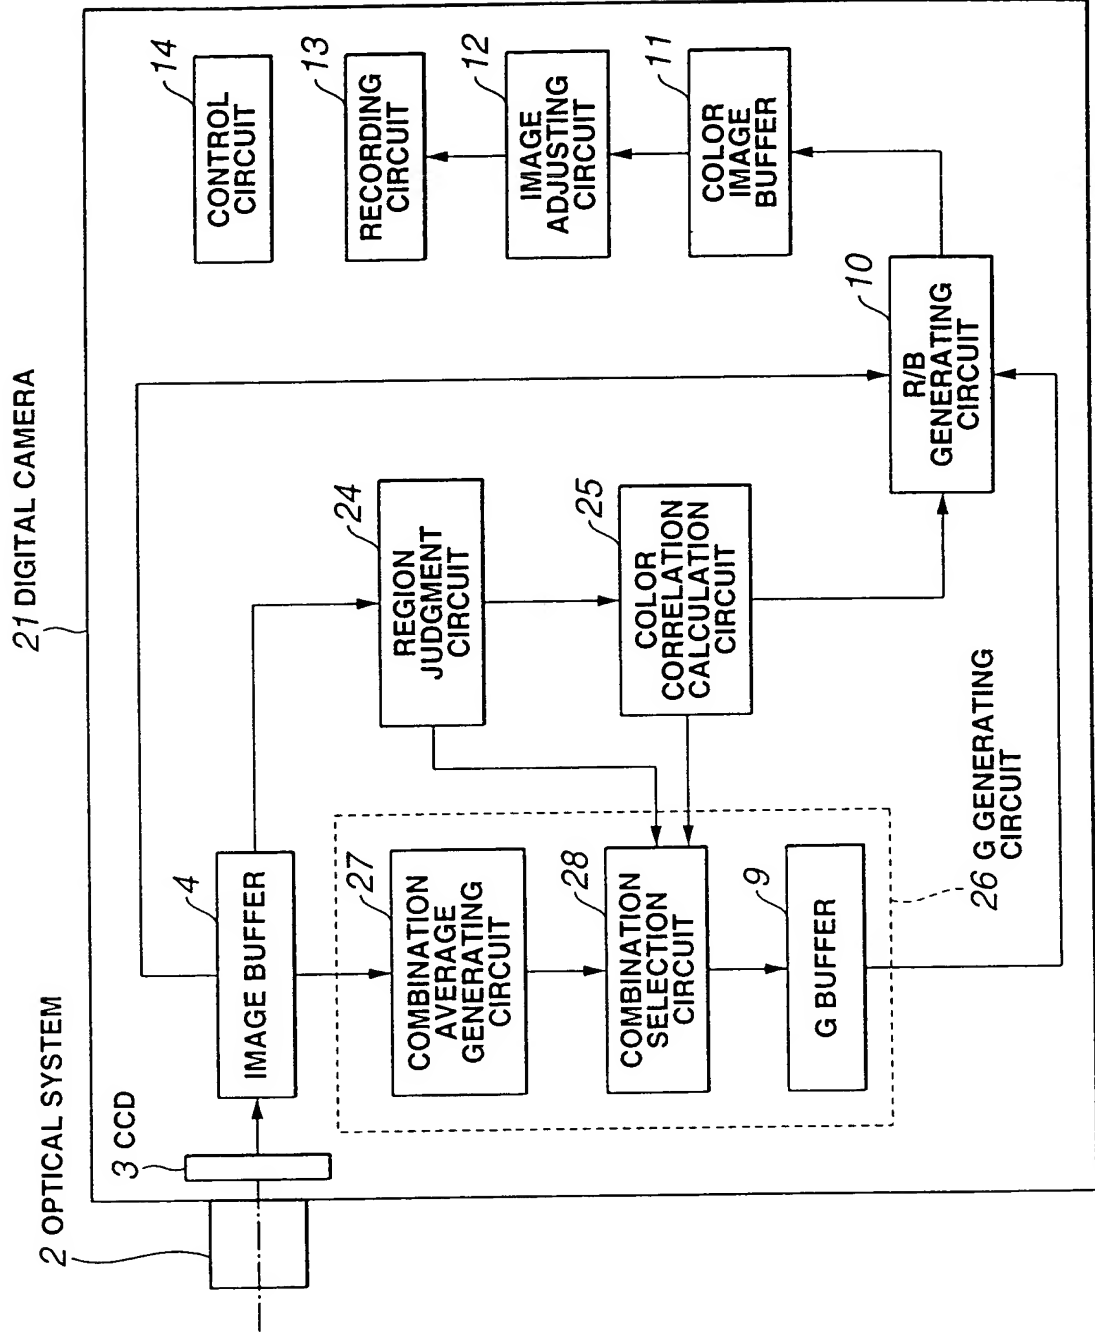 21 DIGITAL CAMERA
2 OPTICAL SYSTEM
3 CCD
4
IMAGE BUFFER
24
REGION
JUDGMENT
CIRCUIT
25
COLOR
CORRELATION
CALCULATION
CIRCUIT
27
COMBINATION
AVERAGE
GENERATING
CIRCUIT
28
COMBINATION
SELECTION
CIRCUIT
9
G BUFFER
26 G GENERATING
CIRCUIT
10
R/B
GENERATING
CIRCUIT
11
COLOR
IMAGE
BUFFER
12
IMAGE
ADJUSTING
CIRCUIT
13
RECORDING
CIRCUIT
14
CONTROL
CIRCUIT